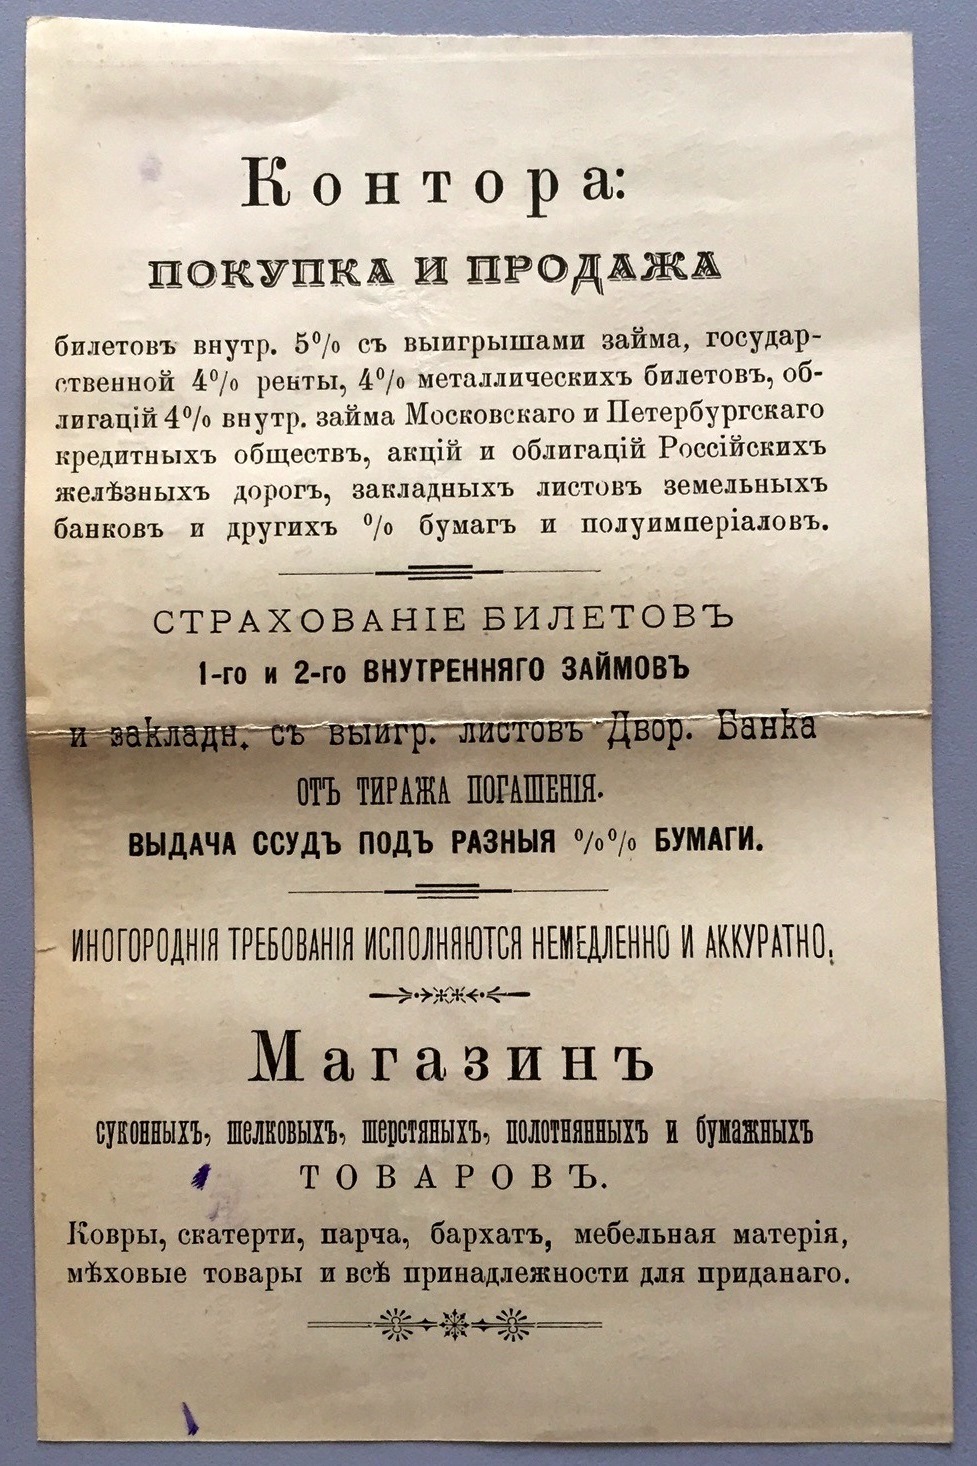 Контора:
ПОКУПКА И ПРОДАЖА
билетовъ внутр. 5% съ выигрышами займа, государ-
ственной 4% ренты, 4% металлическихъ билетовъ, об-
лигацій 4% внутр. займа Московскаго и Петербургскаго
кредитныхъ обществъ, акцій и облигацій Россійскихъ
желѣзныхъ дорогъ, закладныхъ листовъ земельныхъ
банковъ и другихъ % бумагъ и полуимперіаловъ.
СТРАХОВАНІЕ БИЛЕТОВЪ
1-го и 2-го ВНУТРЕННЯГО ЗАЙМОВЪ
и закладн. съ выигр. листовъ Двор. Банка
ОТЪ ТИРАЖА ПОГАШЕНІЯ.
ВЫДАЧА ССУДЪ ПОДЪ РАЗНЫЯ %% БУМАГИ.
ИНОГОРОДНІЯ ТРЕБОВАНІЯ ИСПОЛНЯЮТСЯ НЕМЕДЛЕННО И АККУРАТНО.
Магазинъ
суконныхъ, шелковыхъ, шерстяныхъ, полотнянныхъ и бумажныхъ
ТОВАРОВЪ.
Ковры, скатерти, парча, бархатъ, мебельная матерія,
мѣховые товары и всѣ принадлежности для приданаго.